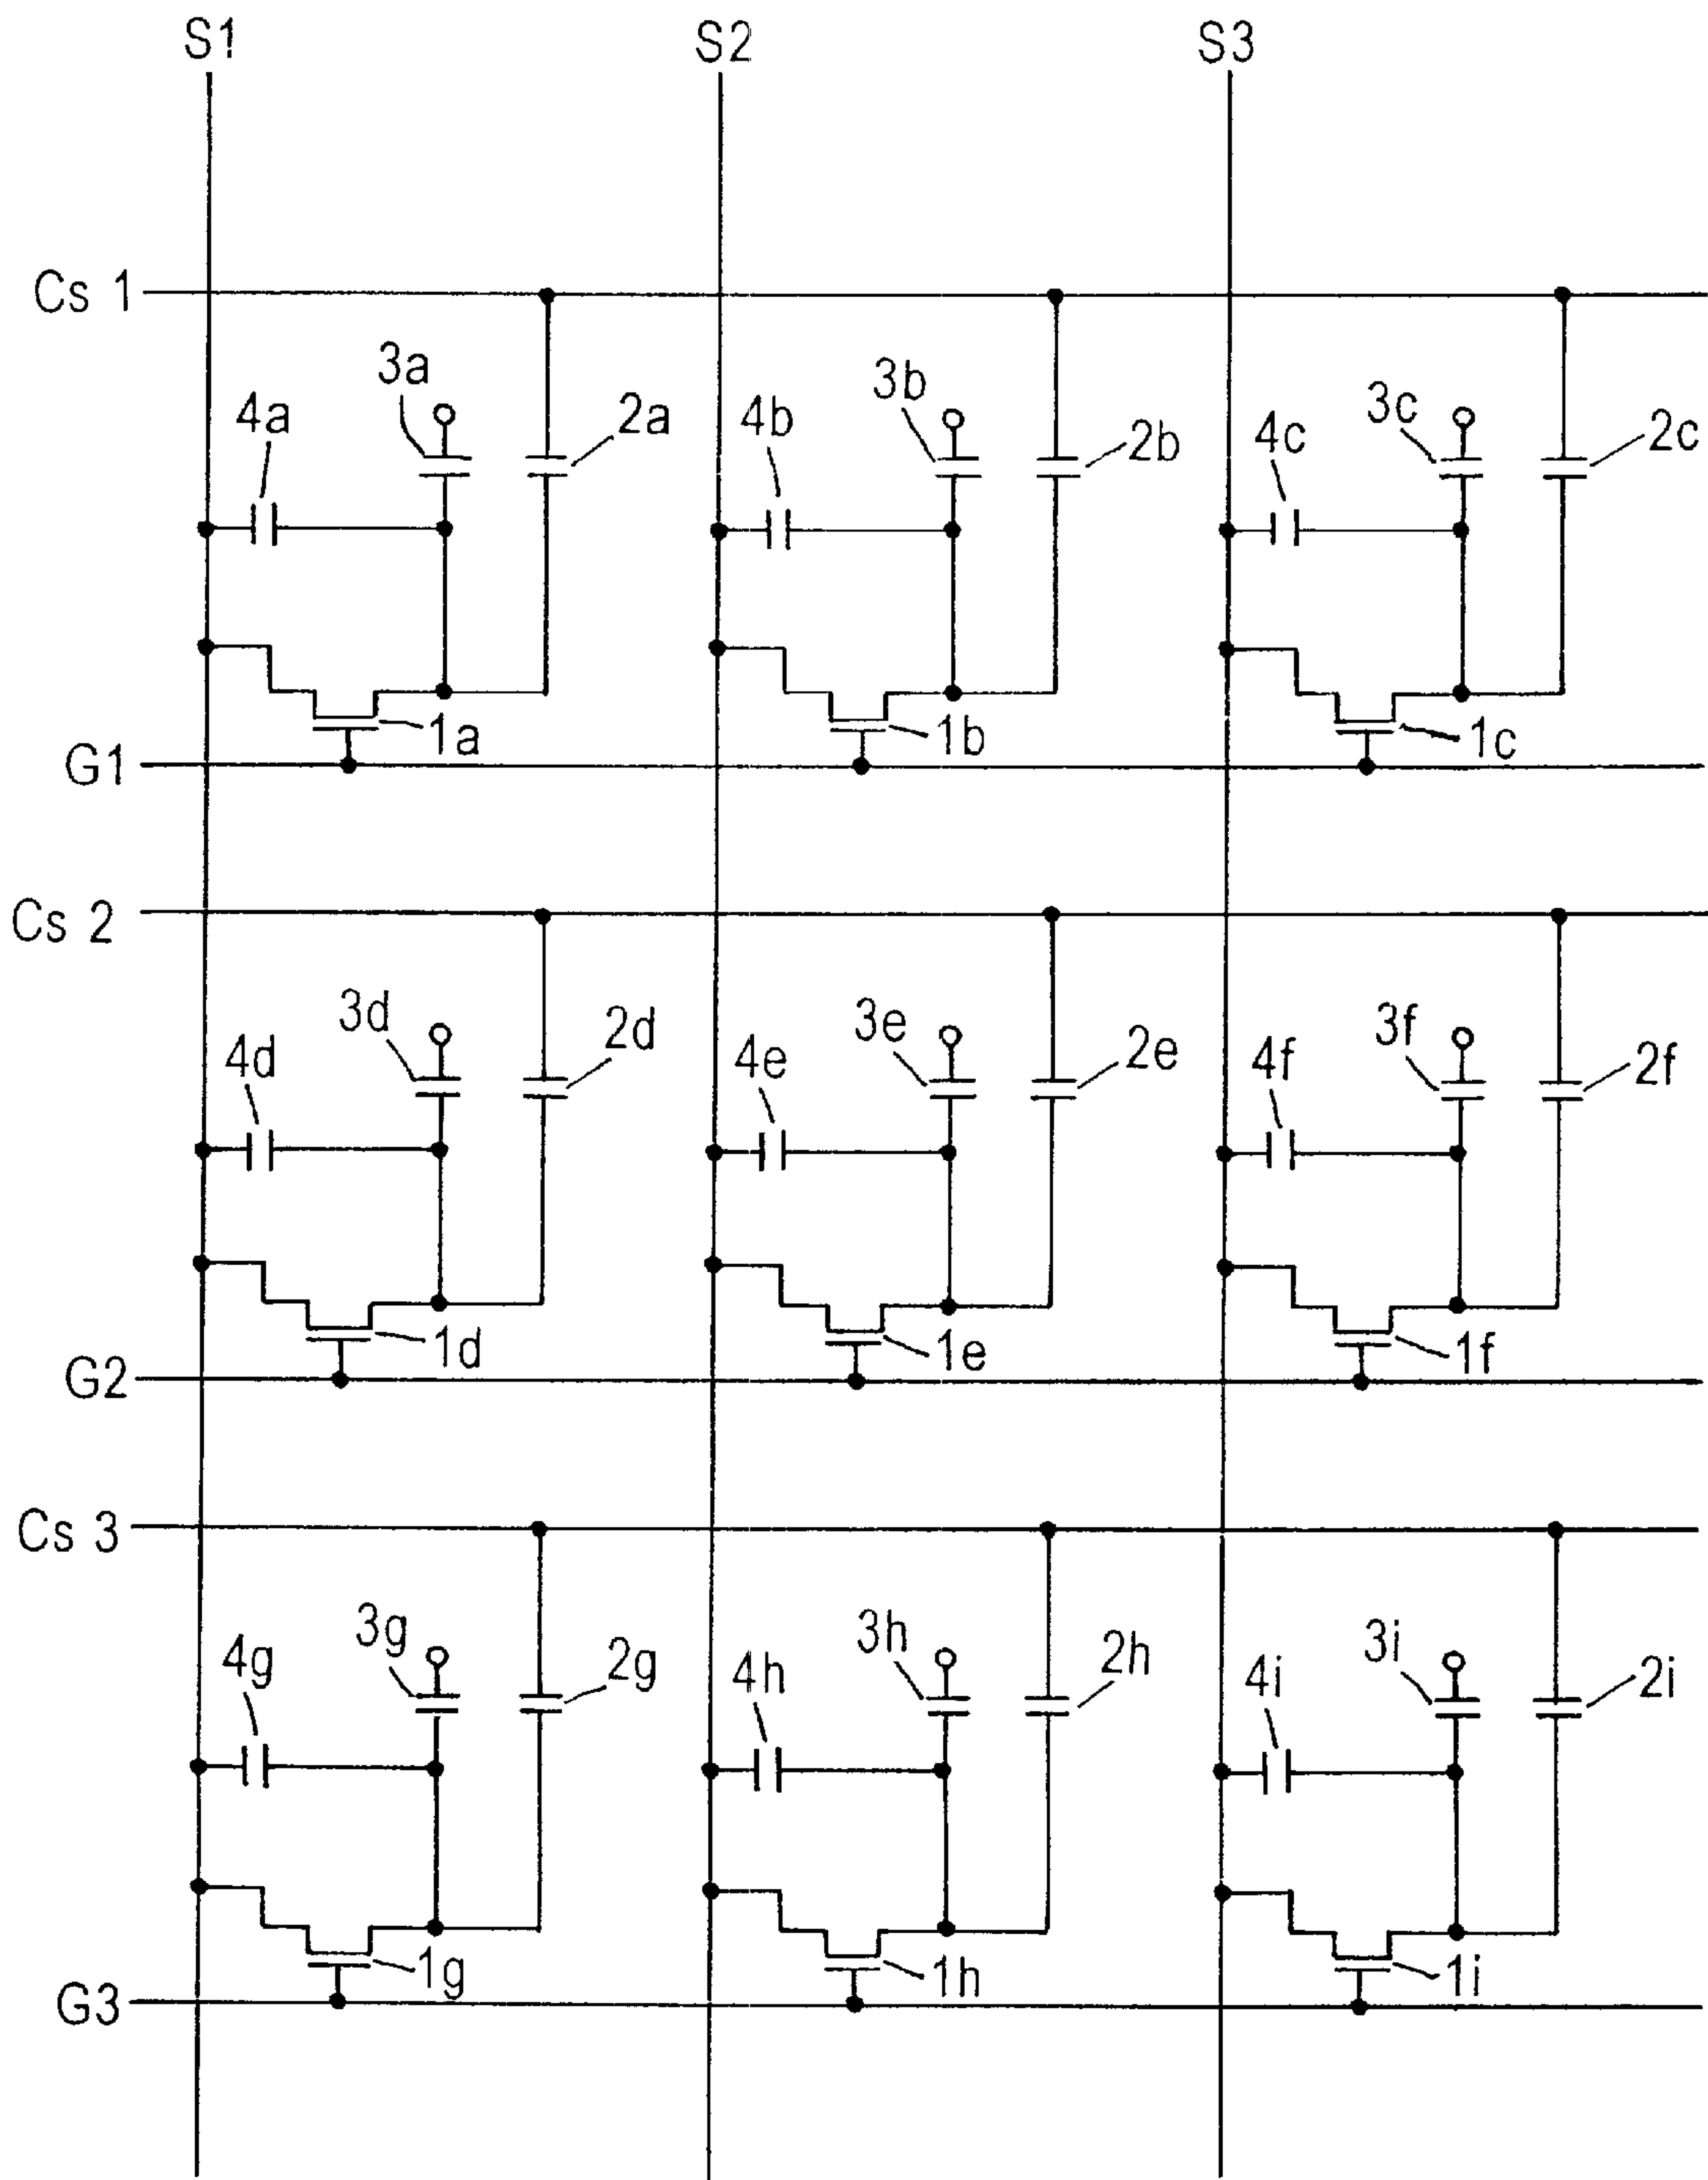 S1 S2 S3
Cs 1
3a 3b 3c
4a 2a 4b 2b 4c 2c
1a 1b 1c
G1
Cs 2
3d 3e 3f
4d 2d 4e 2e 4f 2f
1d 1e 1f
G2
Cs 3
3g 3h 3i
4g 2g 4h 2h 4i 2i
1g 1h 1i
G3